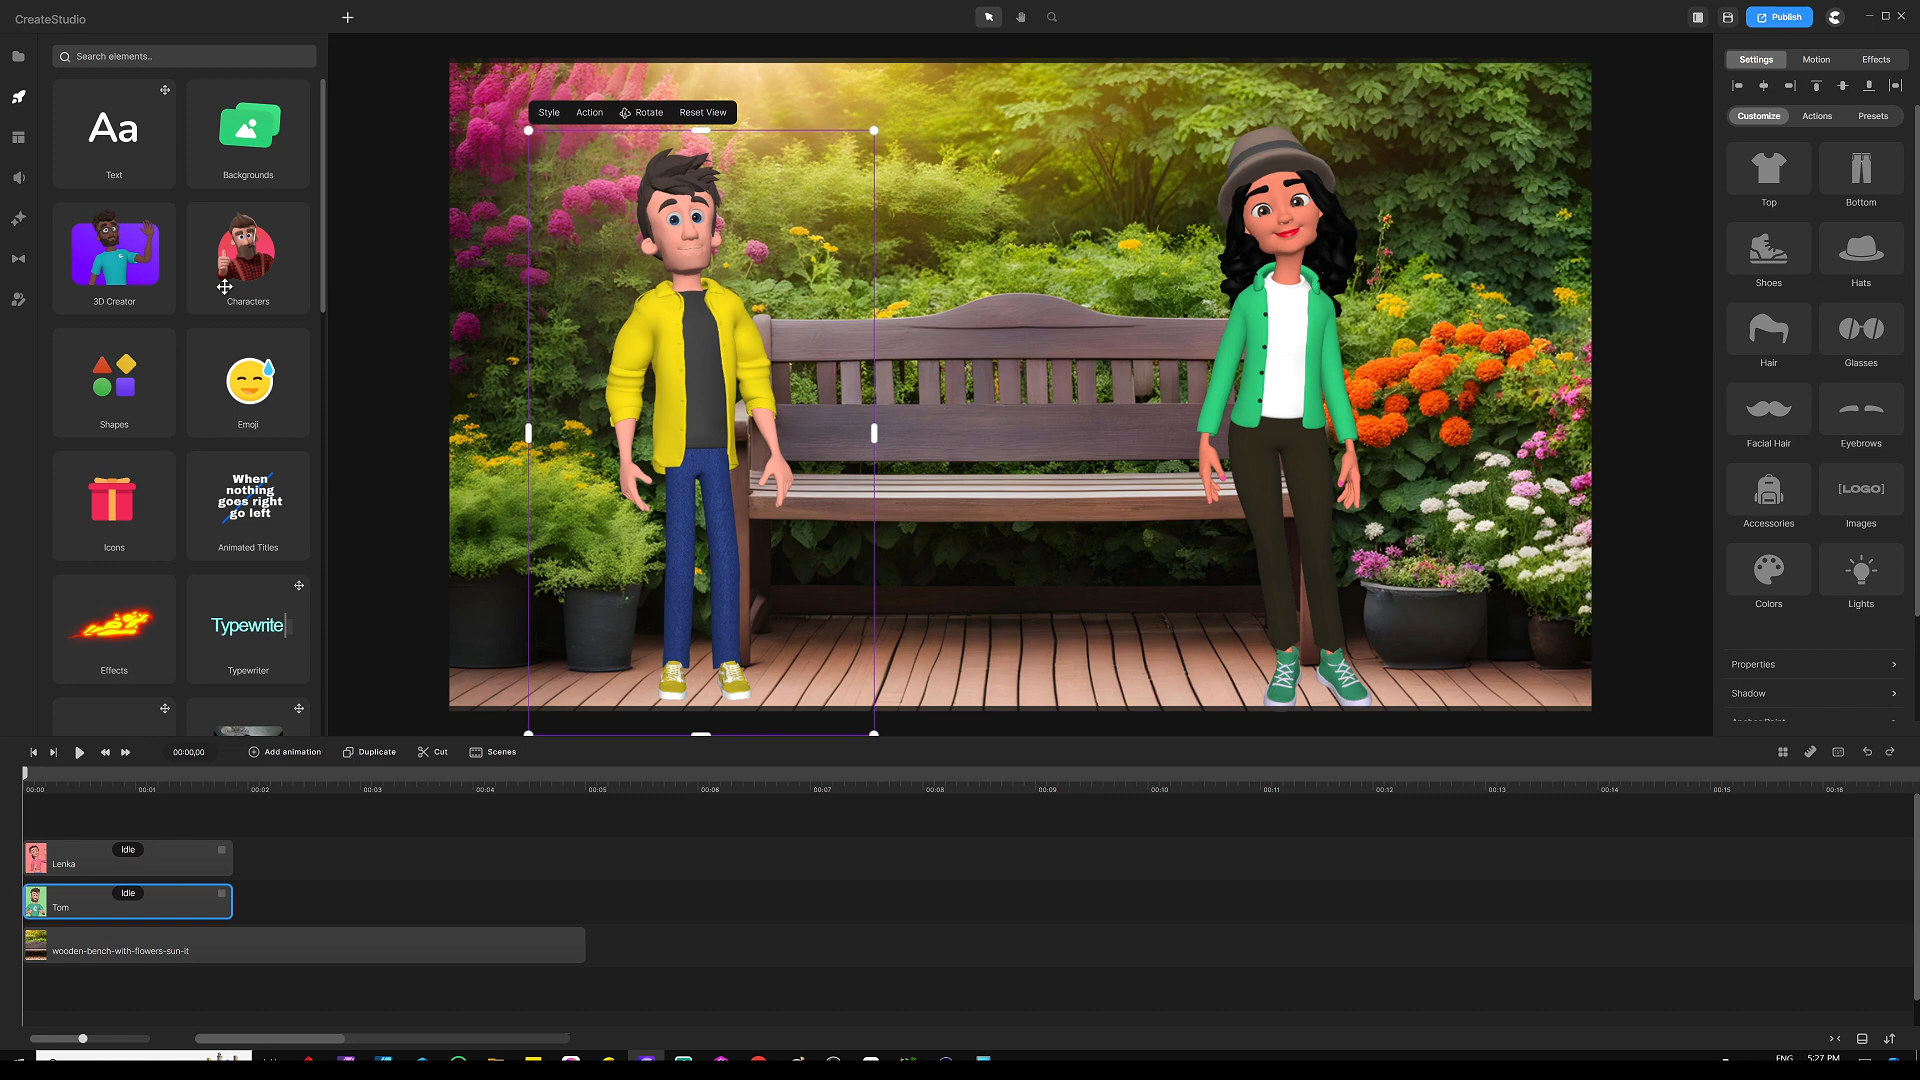 CreateStudio
Publish
Search elements..
Settings
Motion
Effects
Aa
Text
Backgrounds
Style
Action
Rotate
Reset View
Customize
Actions
Presets
Top
Bottom
3D Creator
Characters
Shoes
Hats
Hair
Glasses
Shapes
Emoji
Facial Hair
Eyebrows
When
nothing
goes right
go left
Icons
Animated Titles
[LOGO]
Accessories
Images
Typewrite
Effects
Typewriter
Colors
Lights
Properties
Shadow
Anchor Point
00:00,00
Add animation
Duplicate
Cut
Scenes
00:00
00:01
00:02
00:03
00:04
00:05
00:06
00:07
00:08
00:09
00:10
00:11
00:12
00:13
00:14
00:15
00:16
Idle
Lenka
Idle
Tom
wooden-bench-with-flowers-sun-it
ENG
5:27 PM